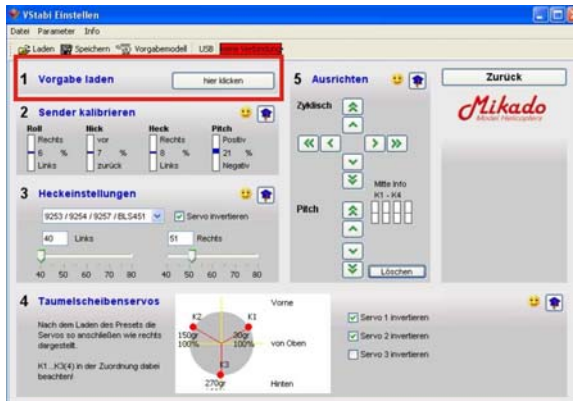 VStabi Einstellen
Datei Parameter Info
Laden Speichern Vorgabemodell USB keine Verbindung
1 Vorgabe laden hier klicken
2 Sender kalibrieren
Roll Nick Heck Pitch
Rechts vor Rechts Positiv
6 % 7 % 8 % 21 %
Links zurück Links Negativ
3 Heckeinstellungen
9253 / 9254 / 9257 / BLS451 Servo invertieren
40 Links 51 Rechts
40 50 60 70 80 40 50 60 70 80
5 Ausrichten
Zyklisch
Mitte Info
K1 - K4
Pitch
Löschen
Zurück
Mikado
Model Helicopters
4 Taumelscheibenservos
Nach dem Laden des Presets die
Servos so anschließen wie rechts
dargestellt.
K1...K3(4) in der Zuordnung dabei
beachten!
Vorne
K2 K1
150gr 30gr
100% 100%
von Oben
K3
270gr
Hinten
Servo 1 invertieren
Servo 2 invertieren
Servo 3 invertieren